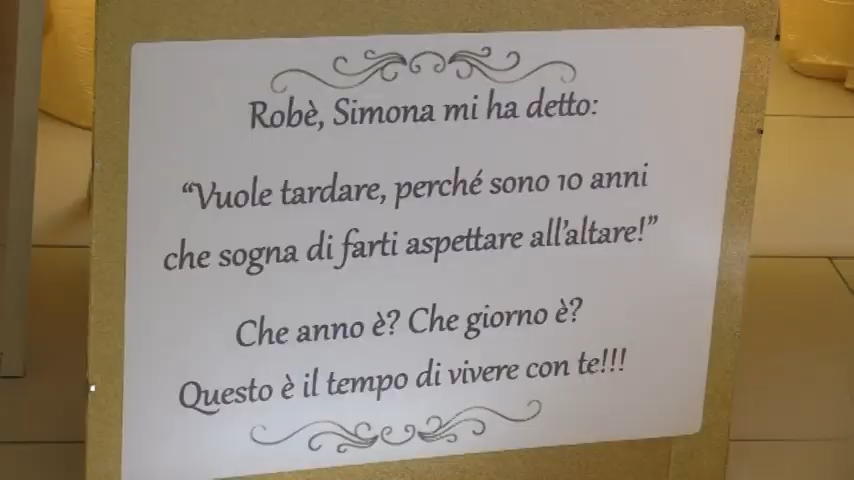 Robè, Simona mi ha detto:
“Vuole tardare, perché sono 10 anni
che sogna di farti aspettare all’altare!”
Che anno è? Che giorno è?
Questo è il tempo di vivere con te!!!